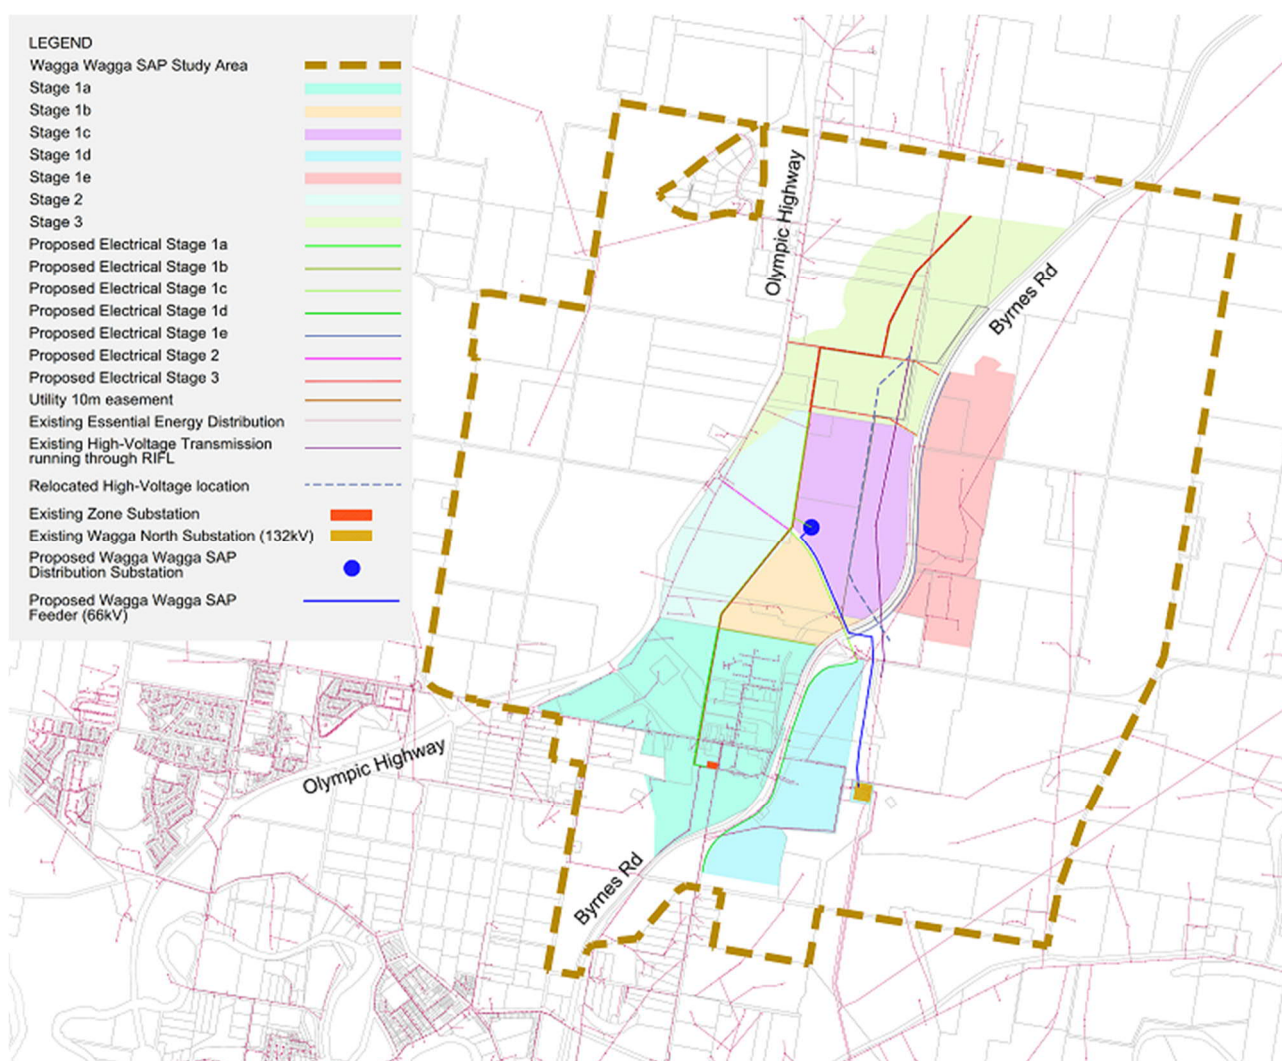 LEGEND
Wagga Wagga SAP Study Area
Stage 1a
Stage 1b
Stage 1c
Stage 1d
Stage 1e
Stage 2
Stage 3
Proposed Electrical Stage 1a
Proposed Electrical Stage 1b
Proposed Electrical Stage 1c
Proposed Electrical Stage 1d
Proposed Electrical Stage 1e
Proposed Electrical Stage 2
Proposed Electrical Stage 3
Utility 10m easement
Existing Essential Energy Distribution
Existing High-Voltage Transmission
running through RIFL
Relocated High-Voltage location
Existing Zone Substation
Existing Wagga North Substation (132kV)
Proposed Wagga Wagga SAP
Distribution Substation
Proposed Wagga Wagga SAP
Feeder (66kV)
Olympic Highway
Byrnes Rd
Olympic Highway
Byrnes Rd